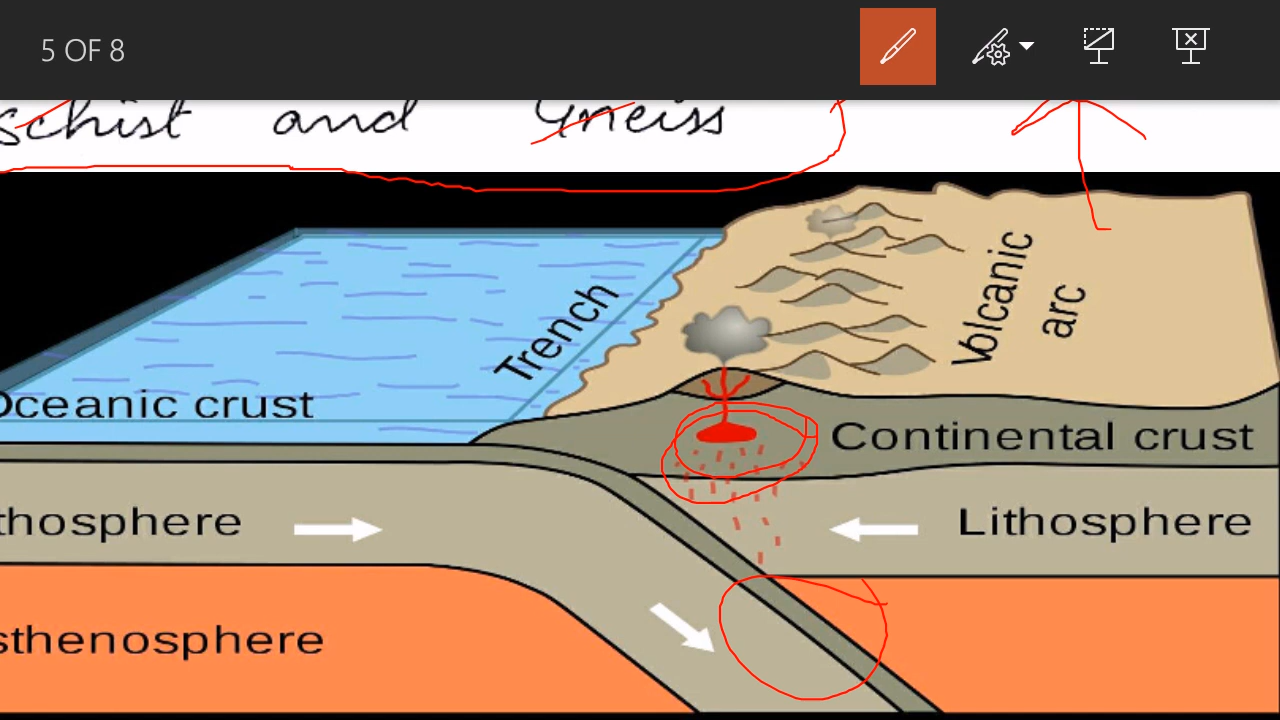 5 OF 8
schist and Gneiss
Trench
Volcanic
arc
Oceanic crust
Continental crust
thosphere
Lithosphere
sthenosphere